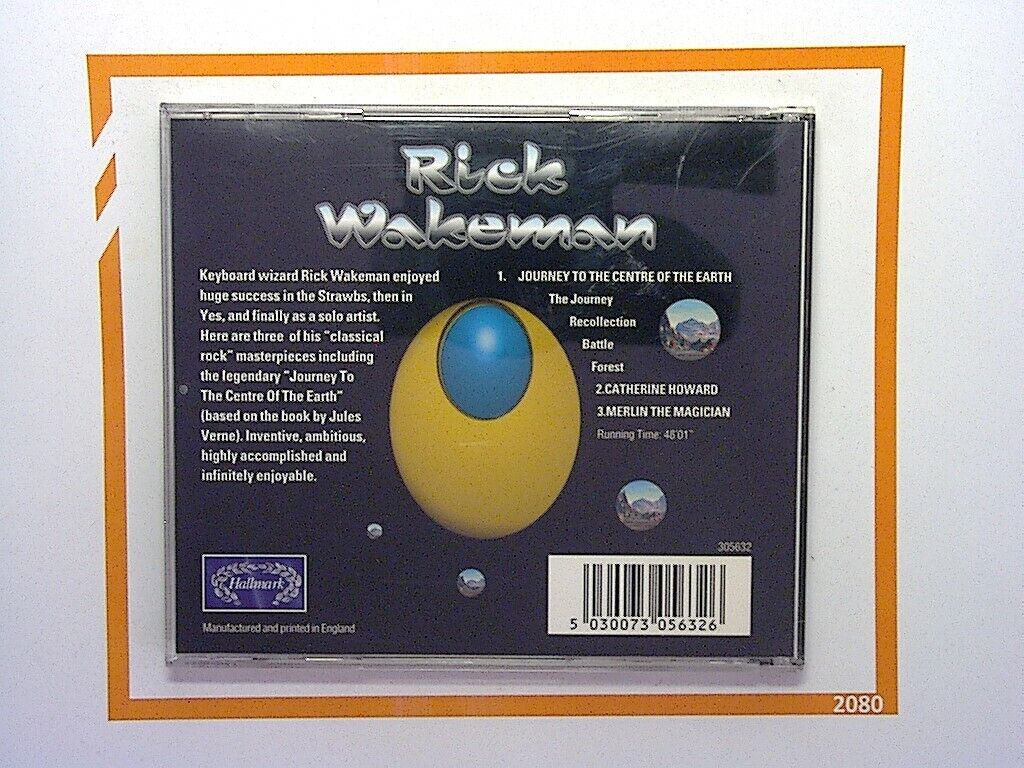 Rick
Wakeman
Keyboard wizard Rick Wakeman enjoyed
huge success in the Strawbs, then in
Yes, and finally as a solo artist.
Here are three of his "classical
rock" masterpieces including
the legendary "Journey To
The Centre Of The Earth"
(based on the book by Jules
Verne). Inventive, ambitious,
highly accomplished and
infinitely enjoyable.
1. JOURNEY TO THE CENTRE OF THE EARTH
The Journey
Recollection
Battle
Forest
2.CATHERINE HOWARD
3.MERLIN THE MAGICIAN
Running Time: 48'01"
Hallmark
Manufactured and printed in England
305632
5 030073 056326
2080